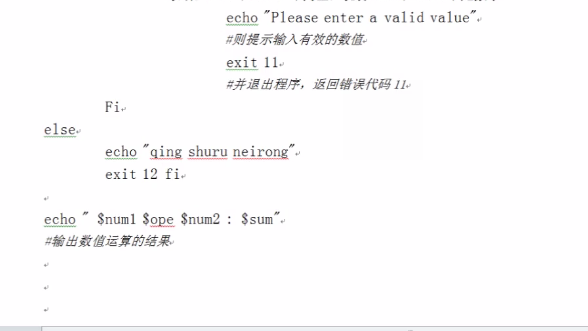 echo "Please enter a valid value"
#则提示输入有效的数值
exit 11
#并退出程序，返回错误代码 11
Fi
else
echo "qing shuru neirong"
exit 12 fi
echo " $num1 $ope $num2 : $sum"
#输出数值运算的结果